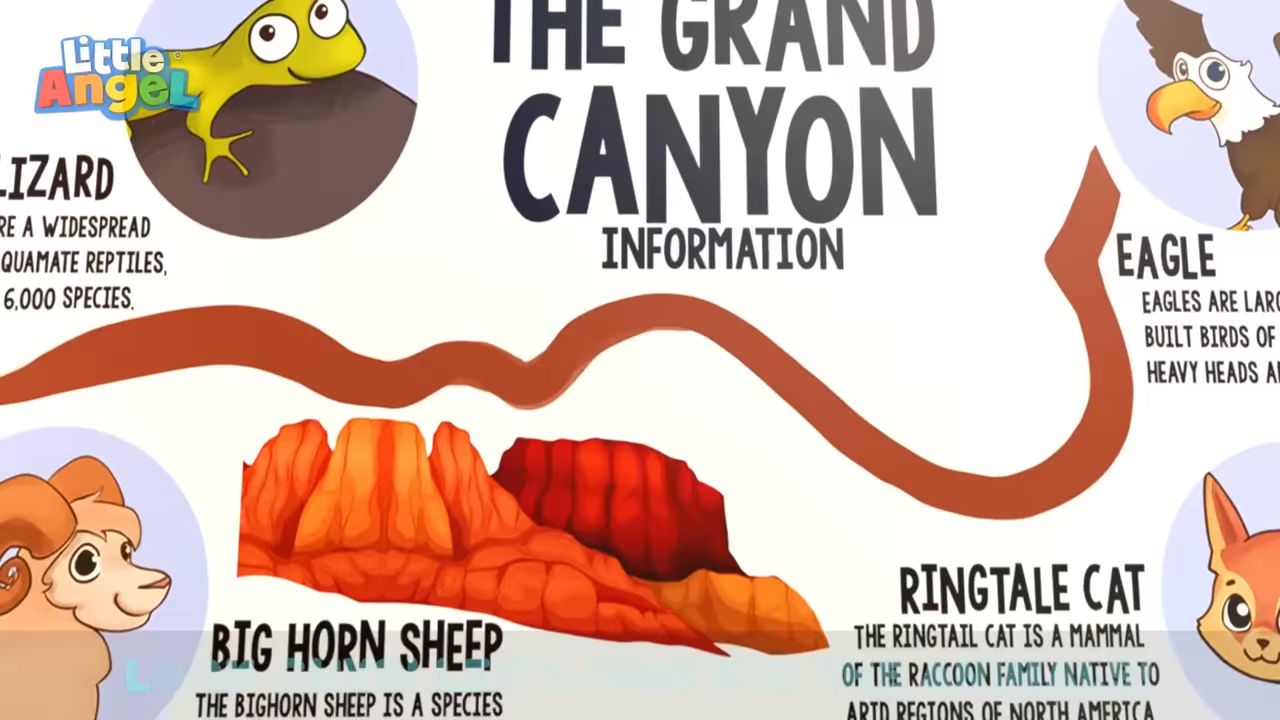 Little
Angel
THE GRAND
CANYON
INFORMATION
LIZARD
RE A WIDESPREAD
QUAMATE REPTILES,
6,000 SPECIES.
EAGLE
EAGLES ARE LARG
BUILT BIRDS OF
HEAVY HEADS A
BIG HORN SHEEP
THE BIGHORN SHEEP IS A SPECIES
RINGTALE CAT
THE RINGTAIL CAT IS A MAMMAL
OF THE RACCOON FAMILY NATIVE TO
ARID REGIONS OF NORTH AMERICA